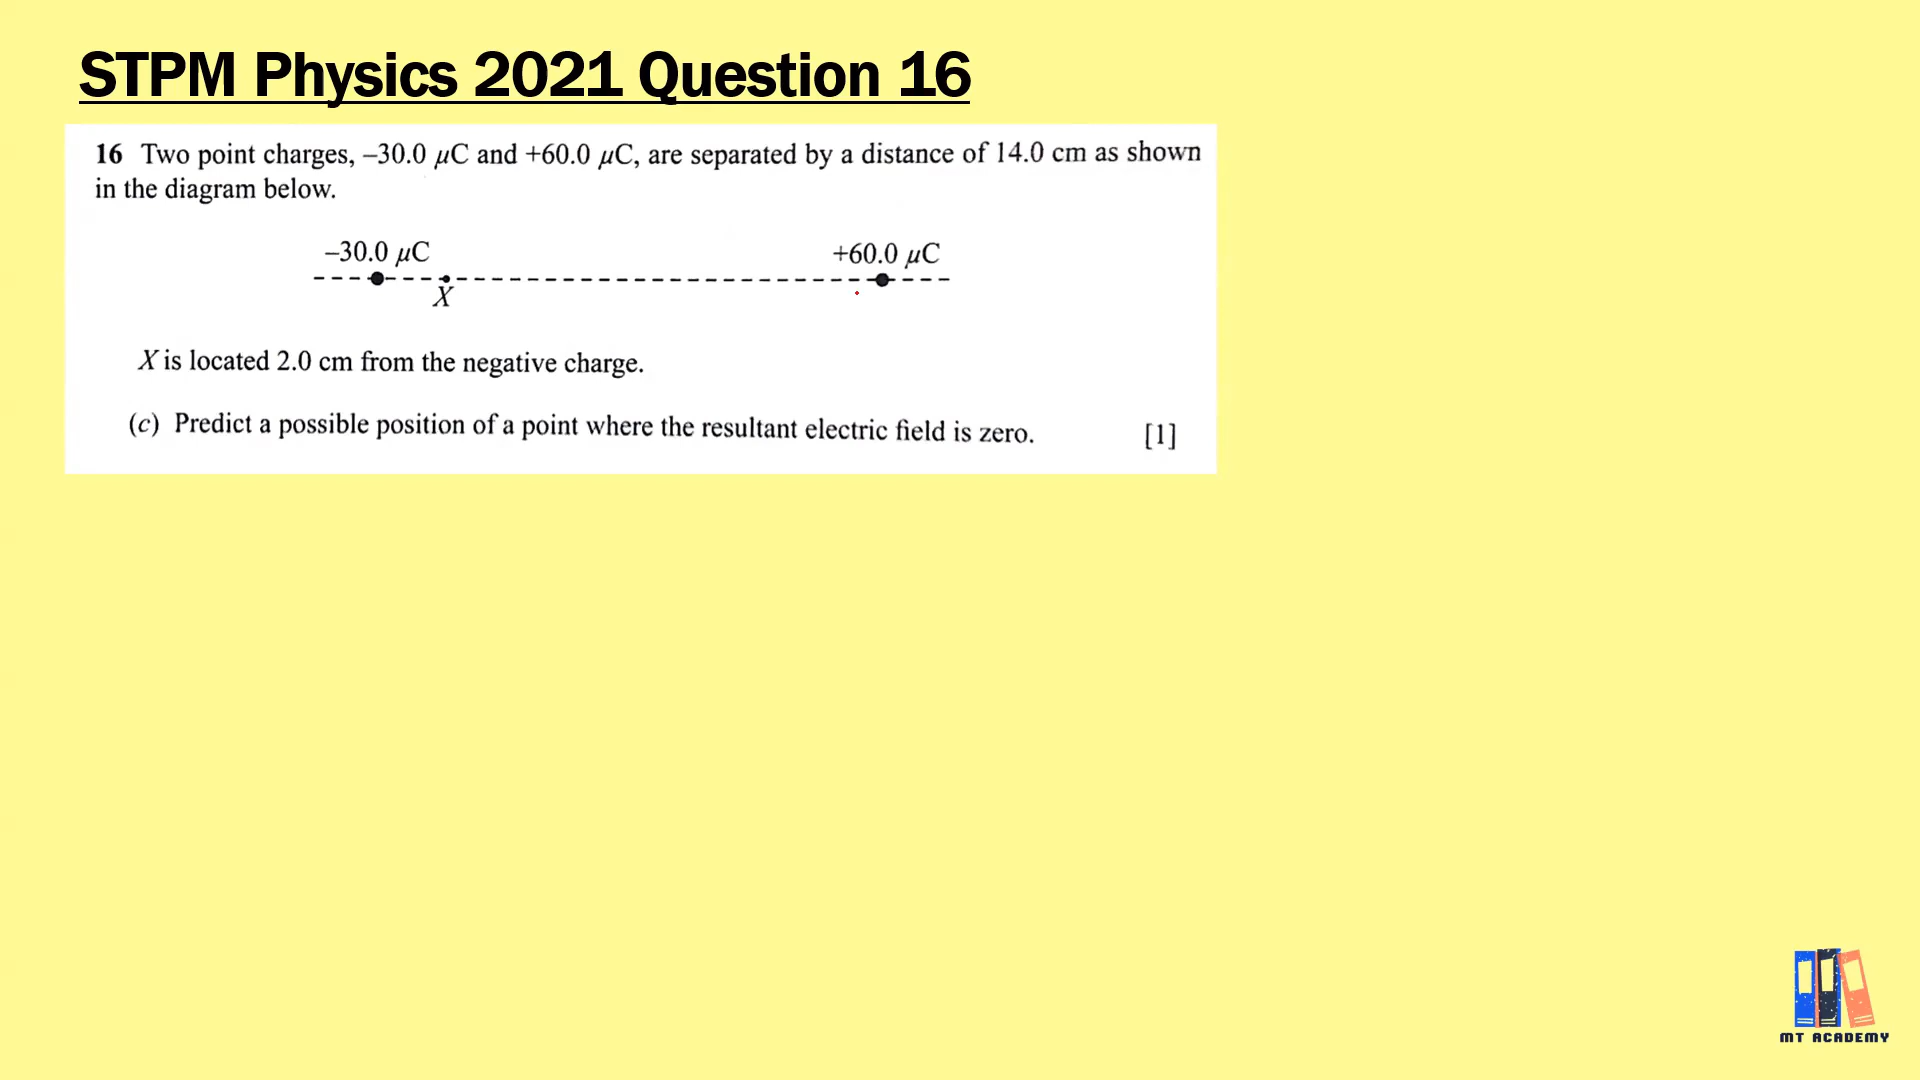 STPM Physics 2021 Question 16
16 Two point charges, –30.0 μC and +60.0 μC, are separated by a distance of 14.0 cm as shown
in the diagram below.
–30.0 μC
+60.0 μC
X
X is located 2.0 cm from the negative charge.
(c) Predict a possible position of a point where the resultant electric field is zero. [1]
MT ACADEMY